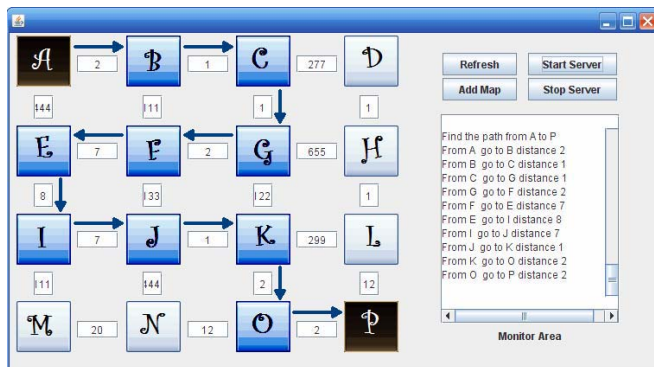 A 2 B 1 C 277 D
444 111 1 1
E 7 F 2 G 655 H
8 133 122 1
I 7 J 1 K 299 L
111 444 2 12
M 20 N 12 O 2 P
Refresh Start Server
Add Map Stop Server
Find the path from A to P
From A go to B distance 2
From B go to C distance 1
From C go to G distance 1
From G go to F distance 2
From F go to E distance 7
From E go to I distance 8
From I go to J distance 7
From J go to K distance 1
From K go to O distance 2
From O go to P distance 2
Monitor Area